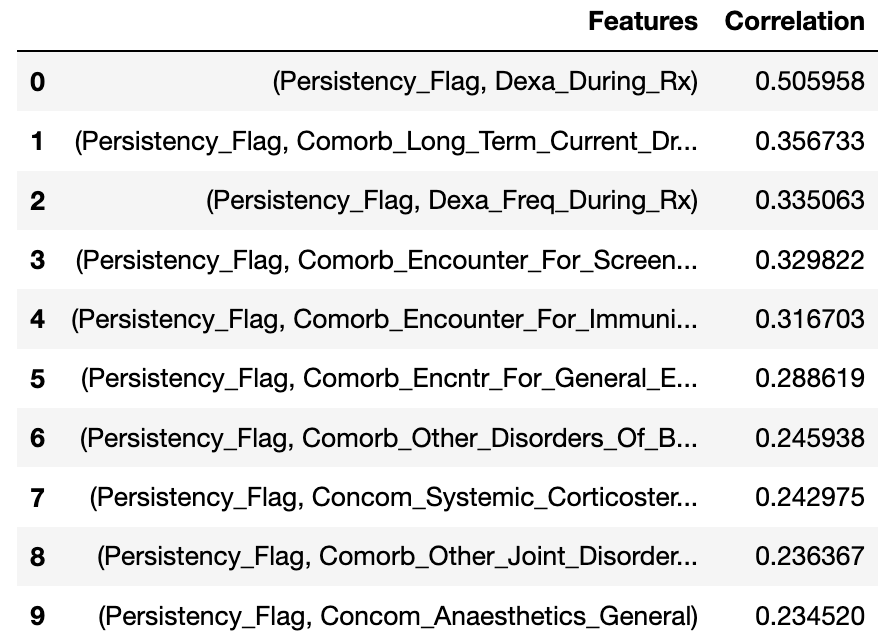 Features Correlation
0 (Persistency_Flag, Dexa_During_Rx) 0.505958
1 (Persistency_Flag, Comorb_Long_Term_Current_Dr... 0.356733
2 (Persistency_Flag, Dexa_Freq_During_Rx) 0.335063
3 (Persistency_Flag, Comorb_Encounter_For_Screen... 0.329822
4 (Persistency_Flag, Comorb_Encounter_For_Immuni... 0.316703
5 (Persistency_Flag, Comorb_Encntr_For_General_E... 0.288619
6 (Persistency_Flag, Comorb_Other_Disorders_Of_B... 0.245938
7 (Persistency_Flag, Concom_Systemic_Corticoster... 0.242975
8 (Persistency_Flag, Comorb_Other_Joint_Disorder... 0.236367
9 (Persistency_Flag, Concom_Anaesthetics_General) 0.234520